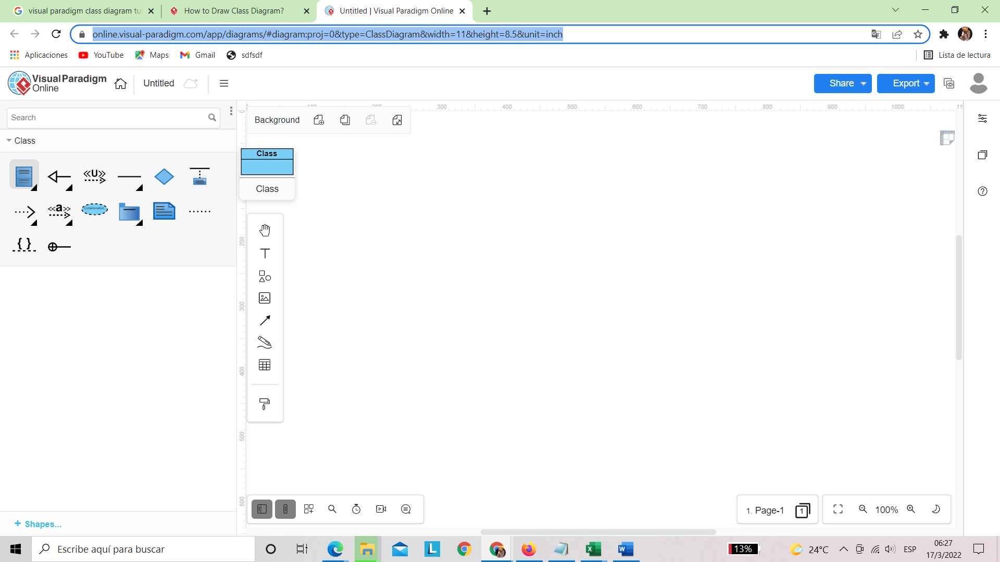 visual paradigm class diagram tu
How to Draw Class Diagram?
Untitled | Visual Paradigm Online
online.visual-paradigm.com/app/diagrams/#diagram:proj=0&type=ClassDiagram&width=11&height=8.5&unit=inch
Aplicaciones
YouTube
Maps
Gmail
sdfsdf
Lista de lectura
Visual Paradigm
Online
Untitled
Share
Export
Search
Class
«U»
«a»
Collaboration
{ }
+ Shapes...
300 400 500 600 700 800 900 1000
Background
Class
Class
200
300
400
500
600
1. Page-1
1
100%
Escribe aquí para buscar
L
13%
24°C
ESP
06:27
17/3/2022